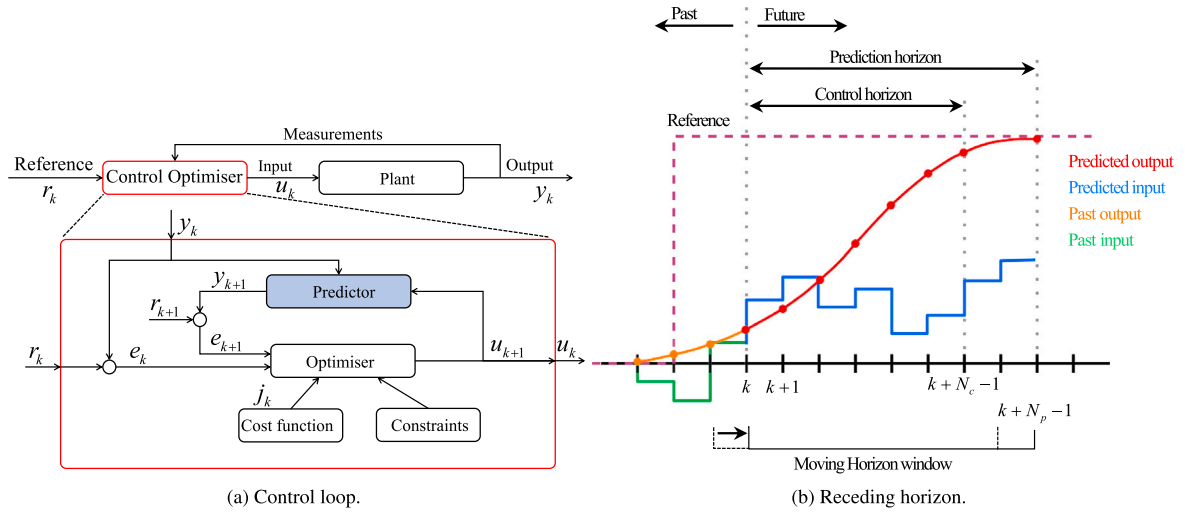 Measurements
Reference
r_k
Control Optimiser
Input
u_k
Plant
Output
y_k
y_k
y_{k+1}
Predictor
r_{k+1}
e_{k+1}
r_k
e_k
Optimiser
u_{k+1}
u_k
j_k
Cost function
Constraints
(a) Control loop.
Past
Future
Prediction horizon
Control horizon
Reference
Predicted output
Predicted input
Past output
Past input
k
k+1
k + N_c −1
k + N_p −1
Moving Horizon window
(b) Receding horizon.